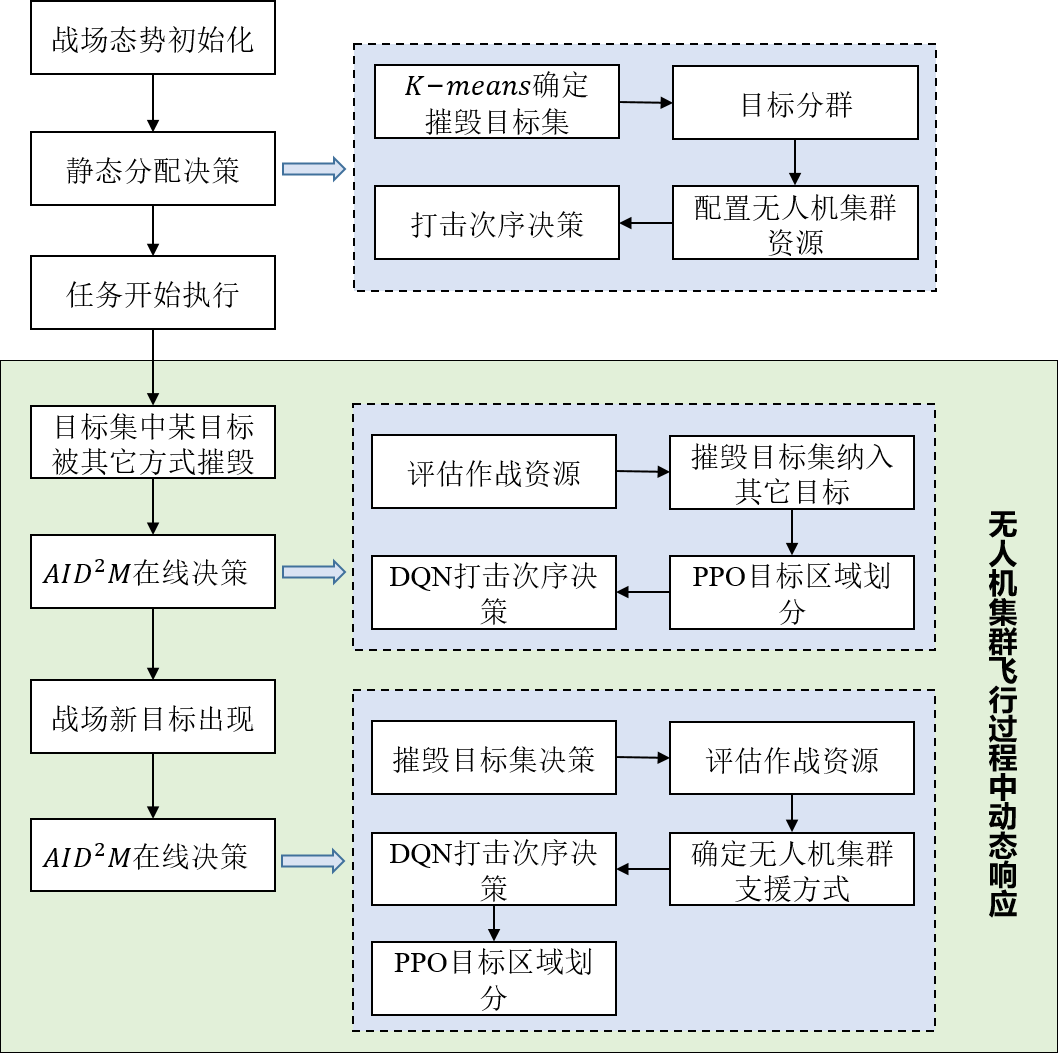 战场态势初始化
静态分配决策
任务开始执行
K−means确定
摧毁目标集
目标分群
打击次序决策
配置无人机集群
资源
目标集中某目标
被其它方式摧毁
AID²M在线决策
战场新目标出现
AID²M在线决策
评估作战资源
摧毁目标集纳入
其它目标
DQN打击次序决
策
PPO目标区域划
分
摧毁目标集决策
评估作战资源
DQN打击次序决
策
确定无人机集群
支援方式
PPO目标区域划
分
无人机集群飞行过程中动态响应